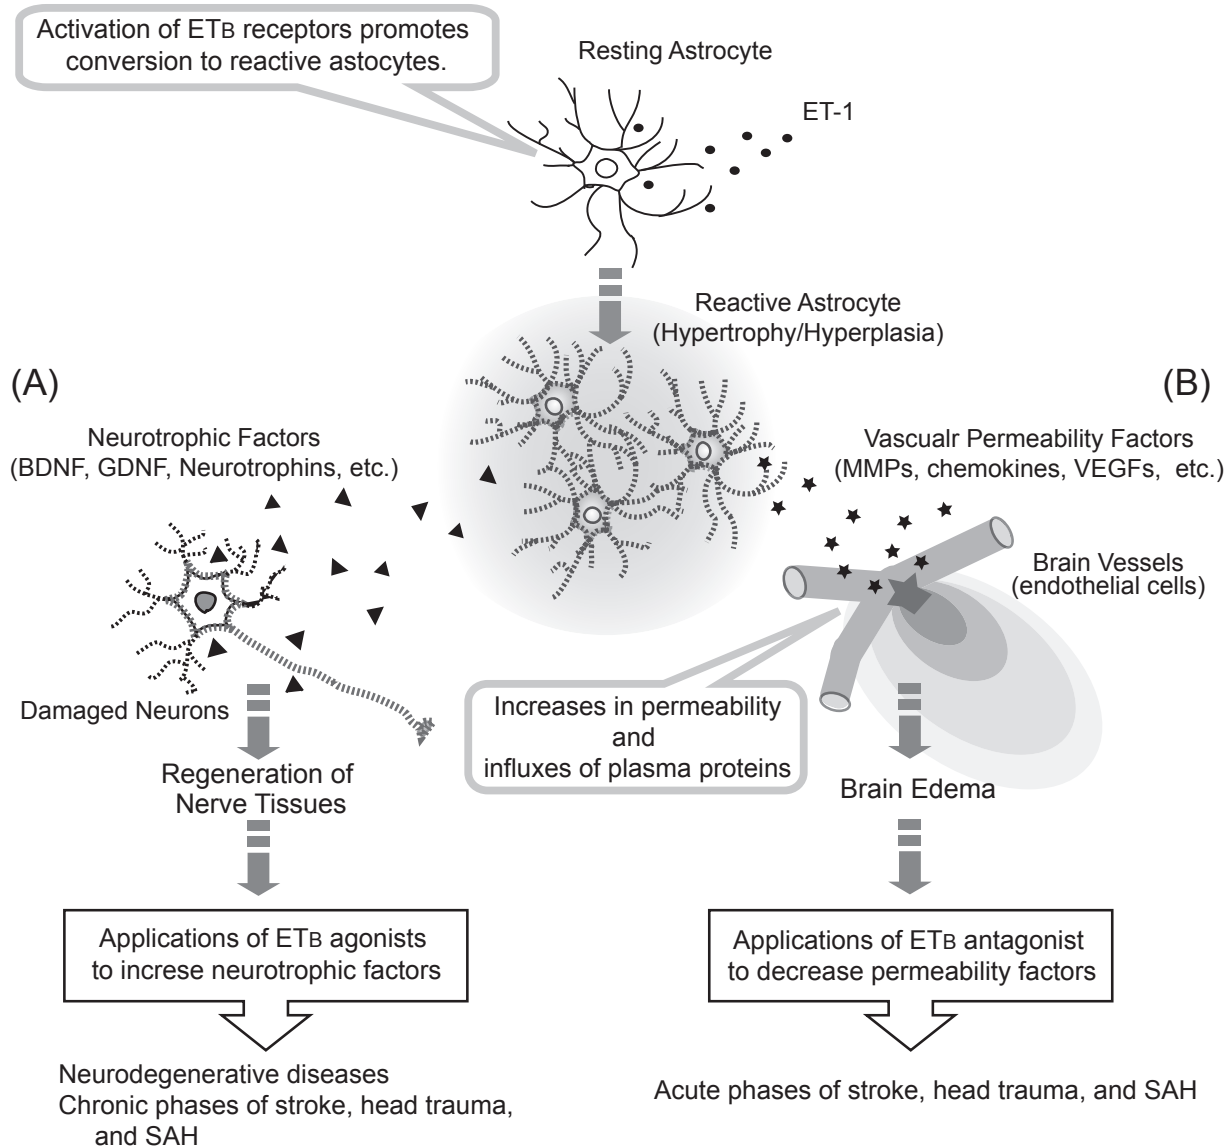 Activation of ETB receptors promotes
conversion to reactive astocytes.
Resting Astrocyte
ET-1
Reactive Astrocyte
(Hypertrophy/Hyperplasia)
(A)
(B)
Neurotrophic Factors
(BDNF, GDNF, Neurotrophins, etc.)
Vascualr Permeability Factors
(MMPs, chemokines, VEGFs, etc.)
Brain Vessels
(endothelial cells)
Damaged Neurons
Increases in permeability
and
influxes of plasma proteins
Regeneration of
Nerve Tissues
Brain Edema
Applications of ETB agonists
to increse neurotrophic factors
Applications of ETB antagonist
to decrease permeability factors
Neurodegenerative diseases
Chronic phases of stroke, head trauma,
and SAH
Acute phases of stroke, head trauma, and SAH